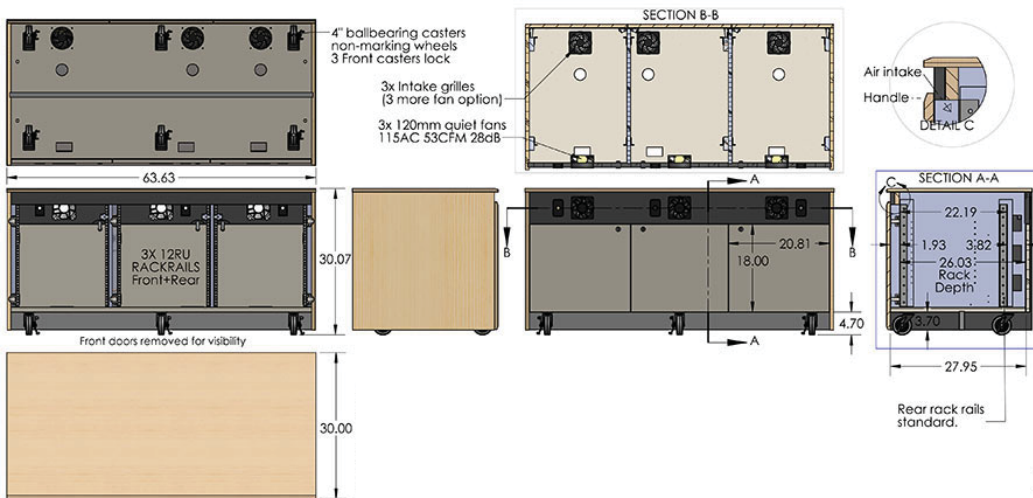 4" ballbearing casters
non-marking wheels
3 Front casters lock
63.63
SECTION B-B
3x Intake grilles
(3 more fan option)
3x 120mm quiet fans
115AC 53CFM 28dB
Air intake
Handle
DETAIL C
3X 12RU
RACKRAILS
Front+Rear
Front doors removed for visibility
30.07
A
B
B
20.81
18.00
4.70
A
SECTION A-A
C
22.19
1.93
3.82
26.03
Rack
Depth
3.70
27.95
Rear rack rails
standard.
30.00